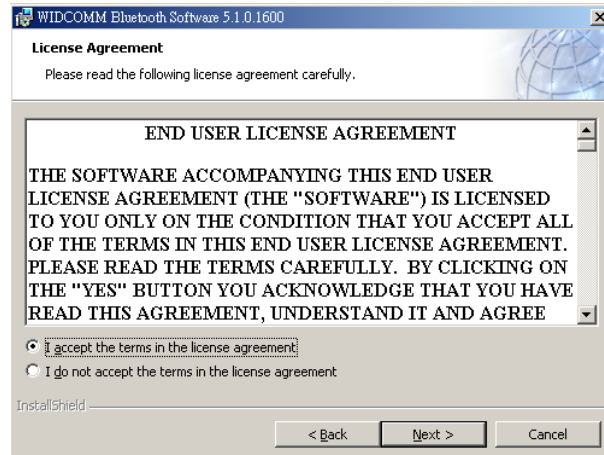 WIDCOMM Bluetooth Software 5.1.0.1600
License Agreement
Please read the following license agreement carefully.
END USER LICENSE AGREEMENT
THE SOFTWARE ACCOMPANYING THIS END USER
LICENSE AGREEMENT (THE "SOFTWARE") IS LICENSED
TO YOU ONLY ON THE CONDITION THAT YOU ACCEPT ALL
OF THE TERMS IN THIS END USER LICENSE AGREEMENT.
PLEASE READ THE TERMS CAREFULLY. BY CLICKING ON
THE "YES" BUTTON YOU ACKNOWLEDGE THAT YOU HAVE
READ THIS AGREEMENT, UNDERSTAND IT AND AGREE
I accept the terms in the license agreement
I do not accept the terms in the license agreement
InstallShield
< Back Next > Cancel